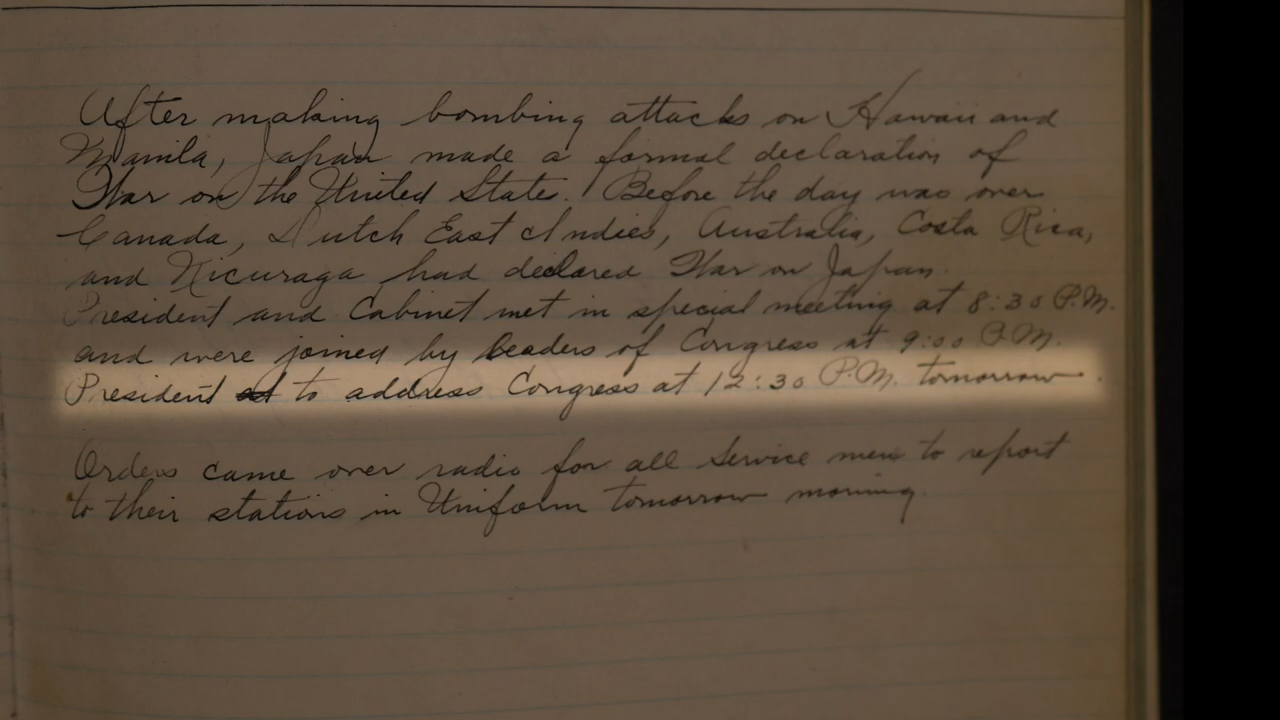 After making bombing attacks on Hawaii and
Manila, Japan made a formal declaration of
War on the United State. Before the day was over
Canada, Dutch East Indies, Australia, Costa Rica,
and Nicuraga had declared War on Japan.
President and Cabinet met in special meeting at 8:30 P.M.
and were joined by leaders of Congress at 9:00 P.M.
President to address Congress at 12:30 P.M. tomorrow.
Orders came over radio for all Service men to report
to their stations in Uniform tomorrow morning.